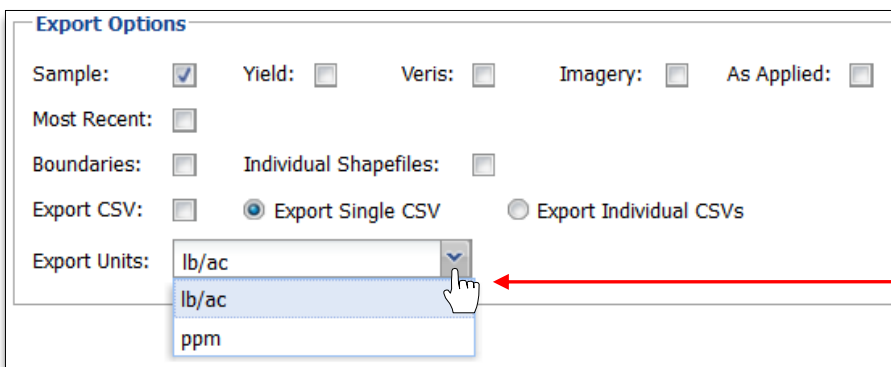 Export Options
Sample: Yield: Veris: Imagery: As Applied:
Most Recent:
Boundaries: Individual Shapefiles:
Export CSV: Export Single CSV Export Individual CSVs
Export Units: lb/ac
lb/ac
ppm